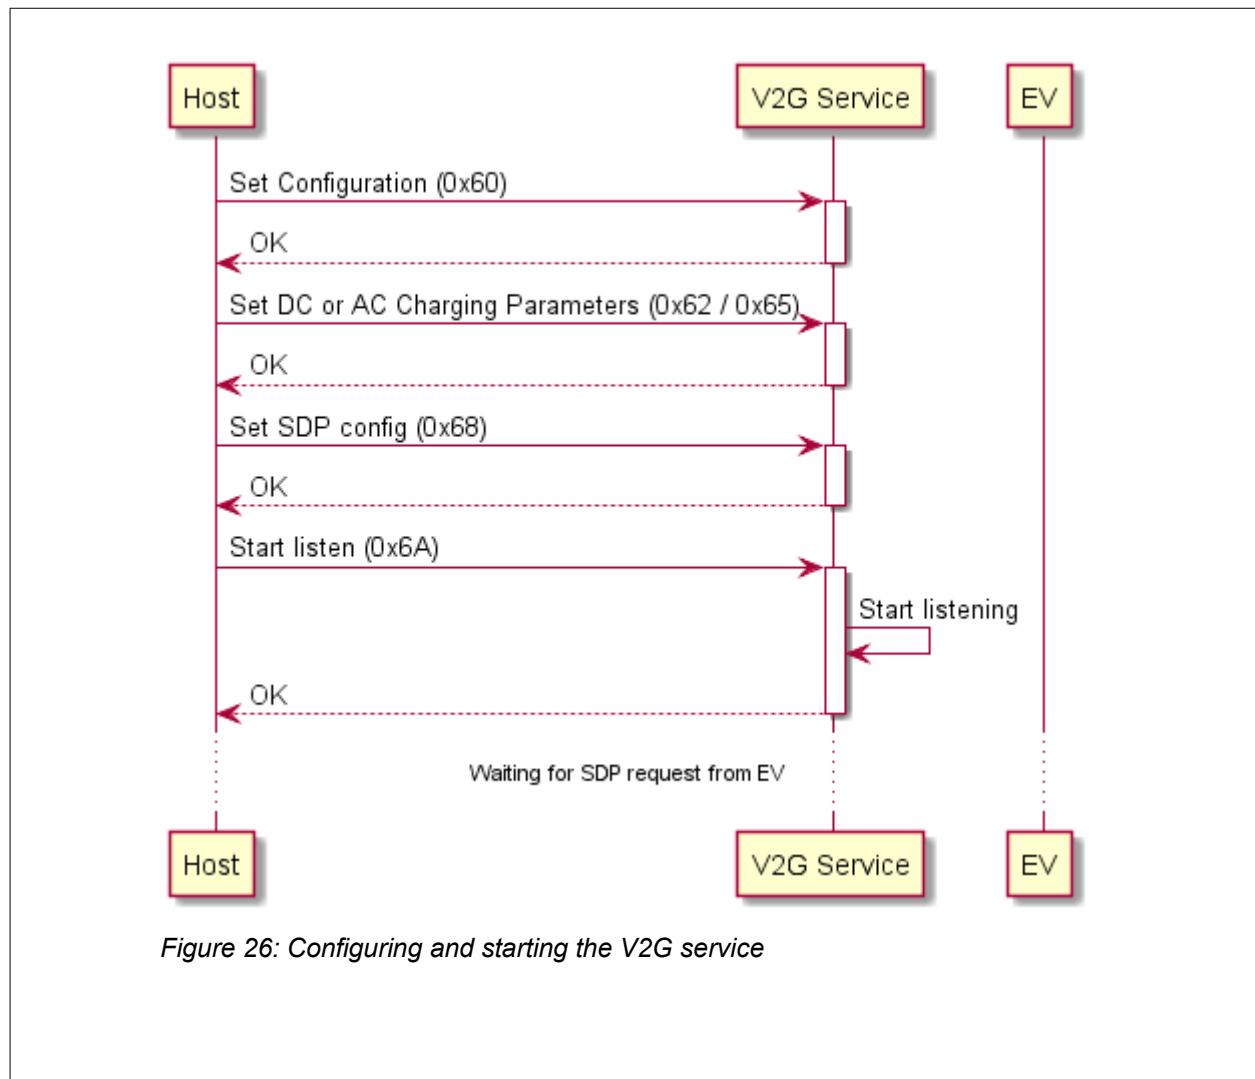 Host
V2G Service
EV
Set Configuration (0x60)
OK
Set DC or AC Charging Parameters (0x62 / 0x65)
OK
Set SDP config (0x68)
OK
Start listen (0x6A)
Start listening
OK
Waiting for SDP request from EV
Host
V2G Service
EV
Figure 26: Configuring and starting the V2G service